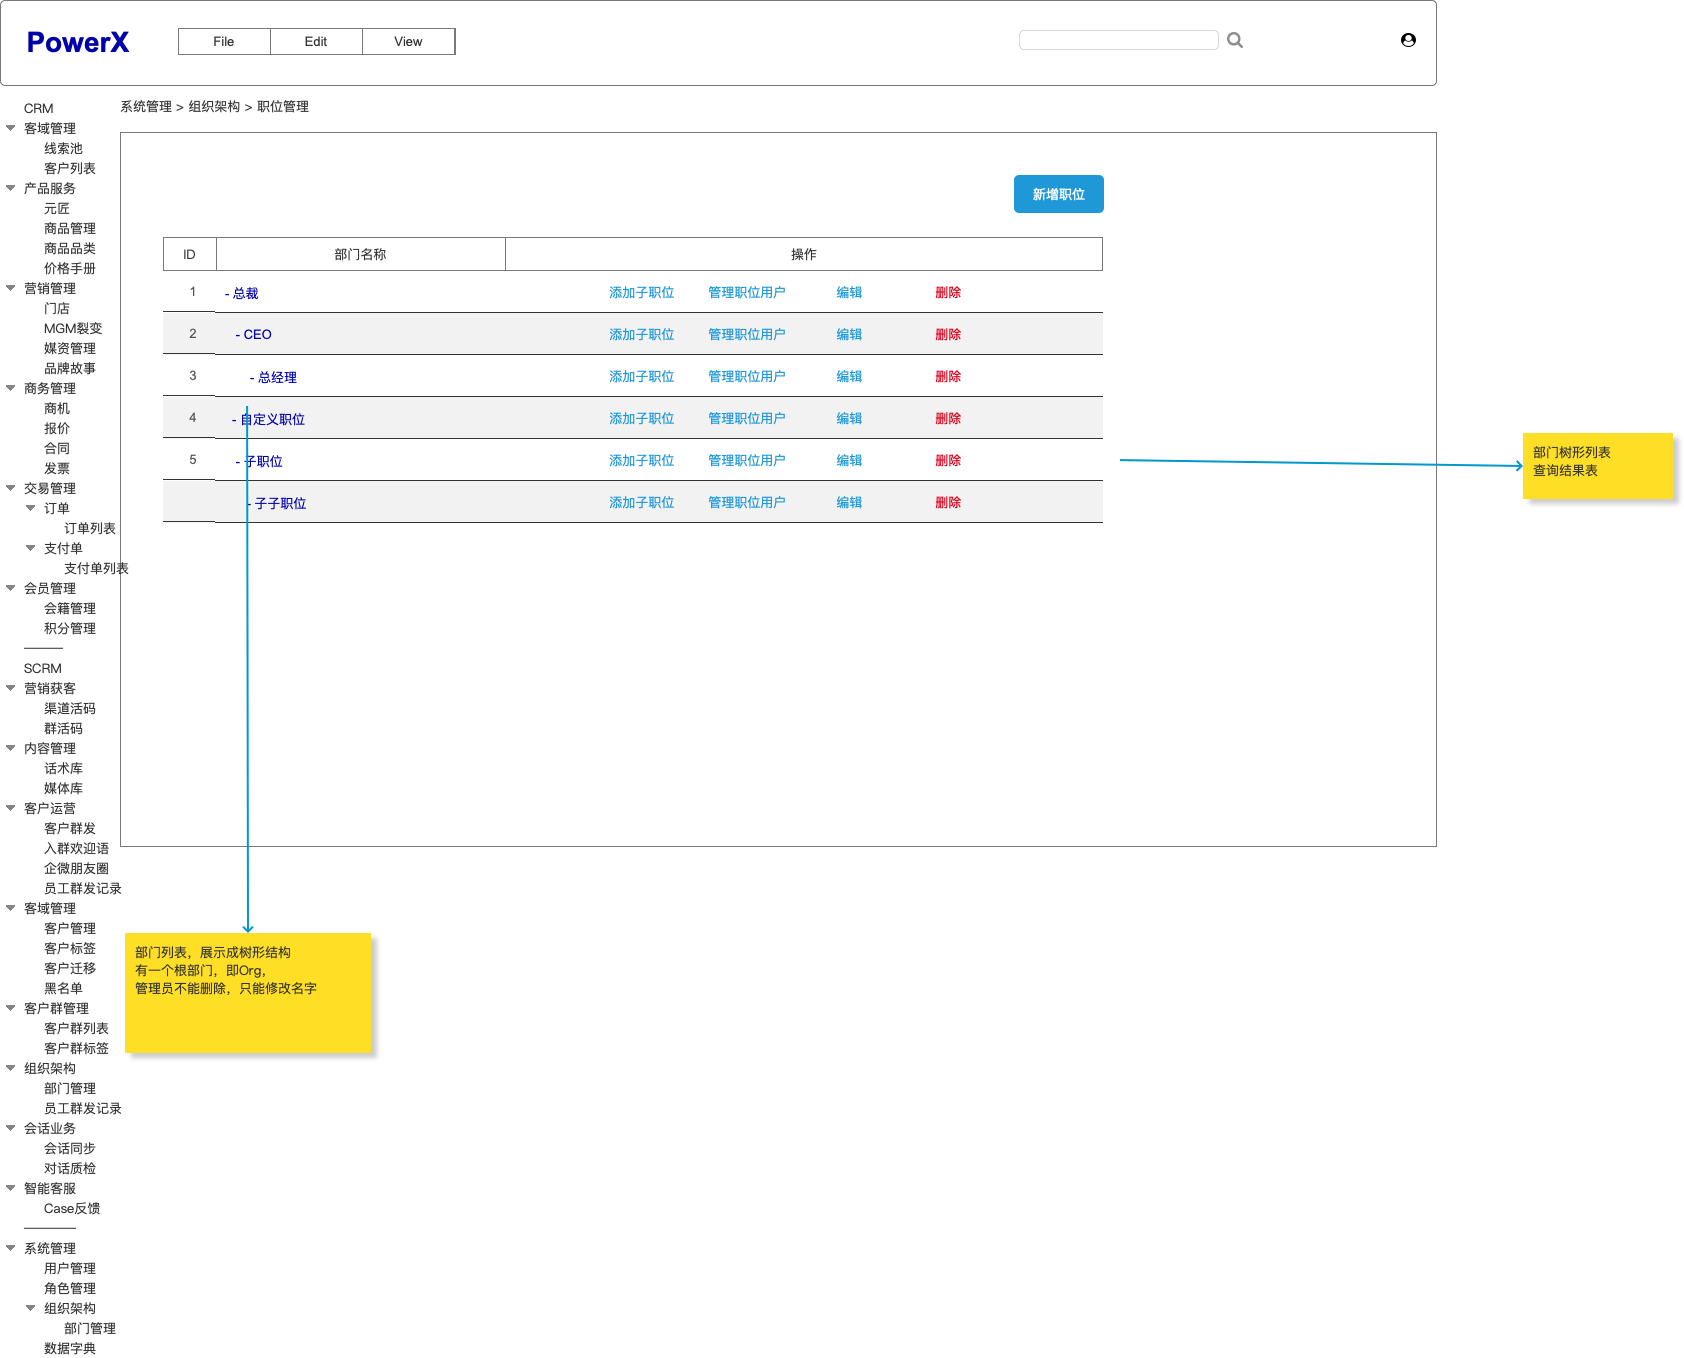 PowerX
File Edit View
CRM
客域管理
线索池
客户列表
产品服务
元匠
商品管理
商品品类
价格手册
营销管理
门店
MGM裂变
媒资管理
品牌故事
商务管理
商机
报价
合同
发票
交易管理
订单
订单列表
支付单
支付单列表
会员管理
会籍管理
积分管理
———
SCRM
营销获客
渠道活码
群活码
内容管理
话术库
媒体库
客户运营
客户群发
入群欢迎语
企微朋友圈
员工群发记录
客域管理
客户管理
客户标签
客户迁移
黑名单
客户群管理
客户群列表
客户群标签
组织架构
部门管理
员工群发记录
会话业务
会话同步
对话质检
智能客服
Case反馈
————
系统管理
用户管理
角色管理
组织架构
部门管理
数据字典
系统管理 > 组织架构 > 职位管理
新增职位
ID 部门名称 操作
1 - 总裁 添加子职位 管理职位用户 编辑 删除
2 - CEO 添加子职位 管理职位用户 编辑 删除
3 - 总经理 添加子职位 管理职位用户 编辑 删除
4 - 自定义职位 添加子职位 管理职位用户 编辑 删除
5 - 子职位 添加子职位 管理职位用户 编辑 删除
- 子子职位 添加子职位 管理职位用户 编辑 删除
部门树形列表
查询结果表
部门列表，展示成树形结构
有一个根部门，即Org，
管理员不能删除，只能修改名字